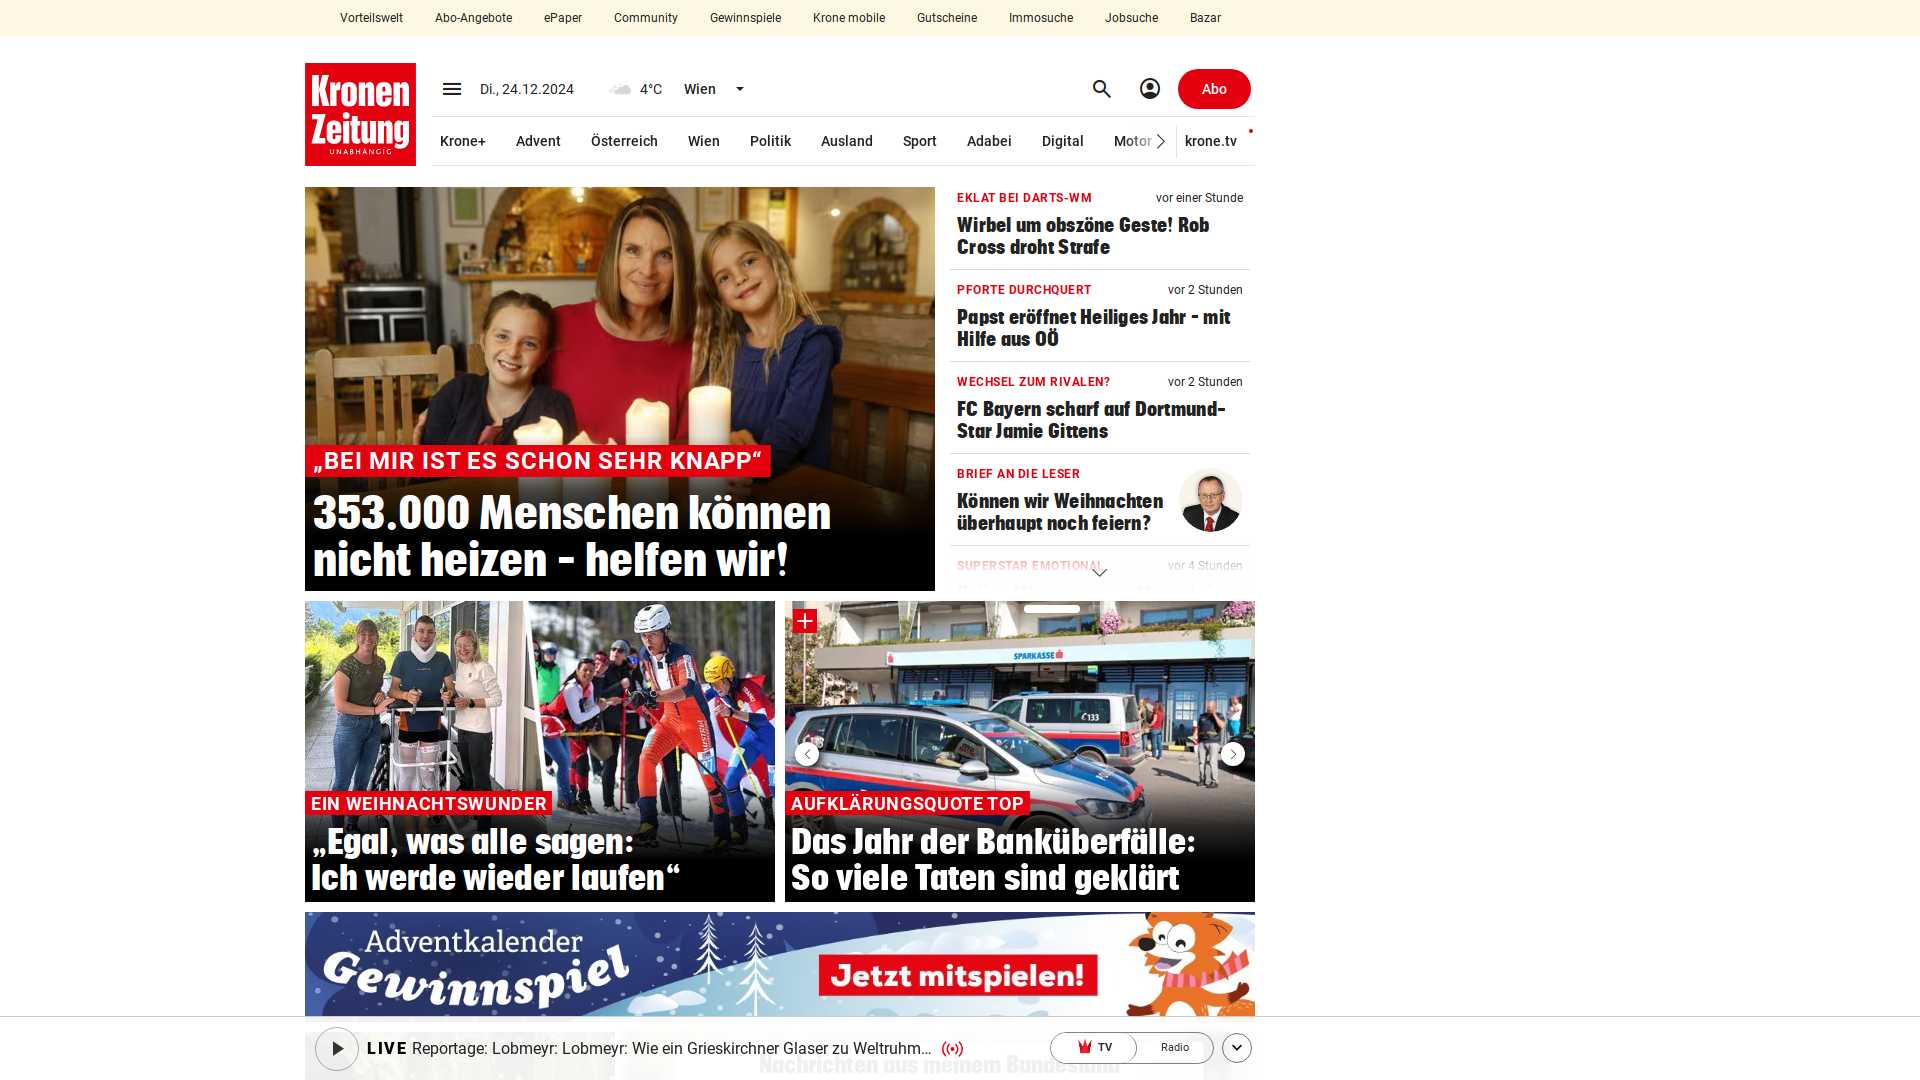 Vorteilswelt Abo-Angebote ePaper Community Gewinnspiele Krone mobile Gutscheine Immosuche Jobsuche Bazar
Kronen
Zeitung
UNABHÄNGIG
Di., 24.12.2024 4°C Wien
Abo
Krone+ Advent Österreich Wien Politik Ausland Sport Adabei Digital Motor krone.tv
„BEI MIR IST ES SCHON SEHR KNAPP“
353.000 Menschen können
nicht heizen – helfen wir!
EKLAT BEI DARTS-WM vor einer Stunde
Wirbel um obszöne Geste! Rob
Cross droht Strafe
PFORTE DURCHQUERT vor 2 Stunden
Papst eröffnet Heiliges Jahr – mit
Hilfe aus OÖ
WECHSEL ZUM RIVALEN? vor 2 Stunden
FC Bayern scharf auf Dortmund-
Star Jamie Gittens
BRIEF AN DIE LESER
Können wir Weihnachten
überhaupt noch feiern?
SUPERSTAR EMOTIONAL vor 4 Stunden
EIN WEIHNACHTSWUNDER
„Egal, was alle sagen:
Ich werde wieder laufen“
SPARKASSE
133
AUFKLÄRUNGSQUOTE TOP
Das Jahr der Banküberfälle:
So viele Taten sind geklärt
Adventkalender
Gewinnspiel
Jetzt mitspielen!
LIVE Reportage: Lobmeyr: Lobmeyr: Wie ein Grieskirchner Glaser zu Weltruhm...
TV Radio
Nachrichten aus meinem Bundesland